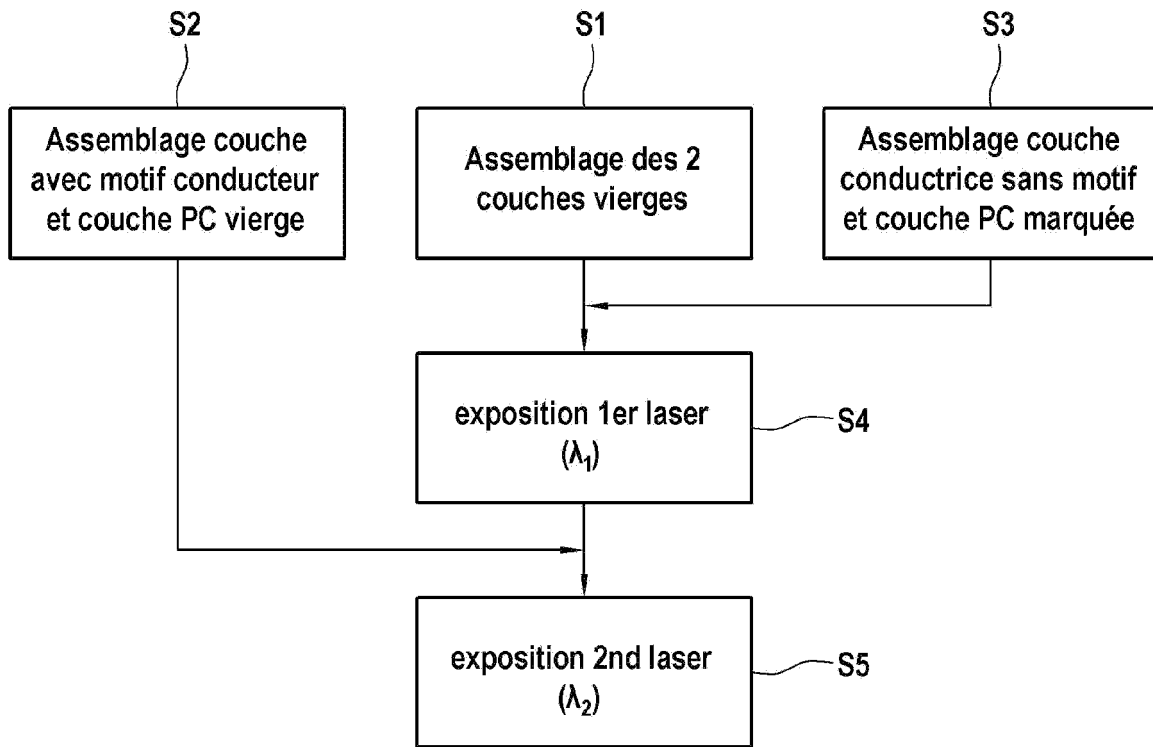 S2
S1
S3
Assemblage couche
avec motif conducteur
et couche PC vierge
Assemblage des 2
couches vierges
Assemblage couche
conductrice sans motif
et couche PC marquée
exposition 1er laser
(λ₁)
S4
exposition 2nd laser
(λ₂)
S5